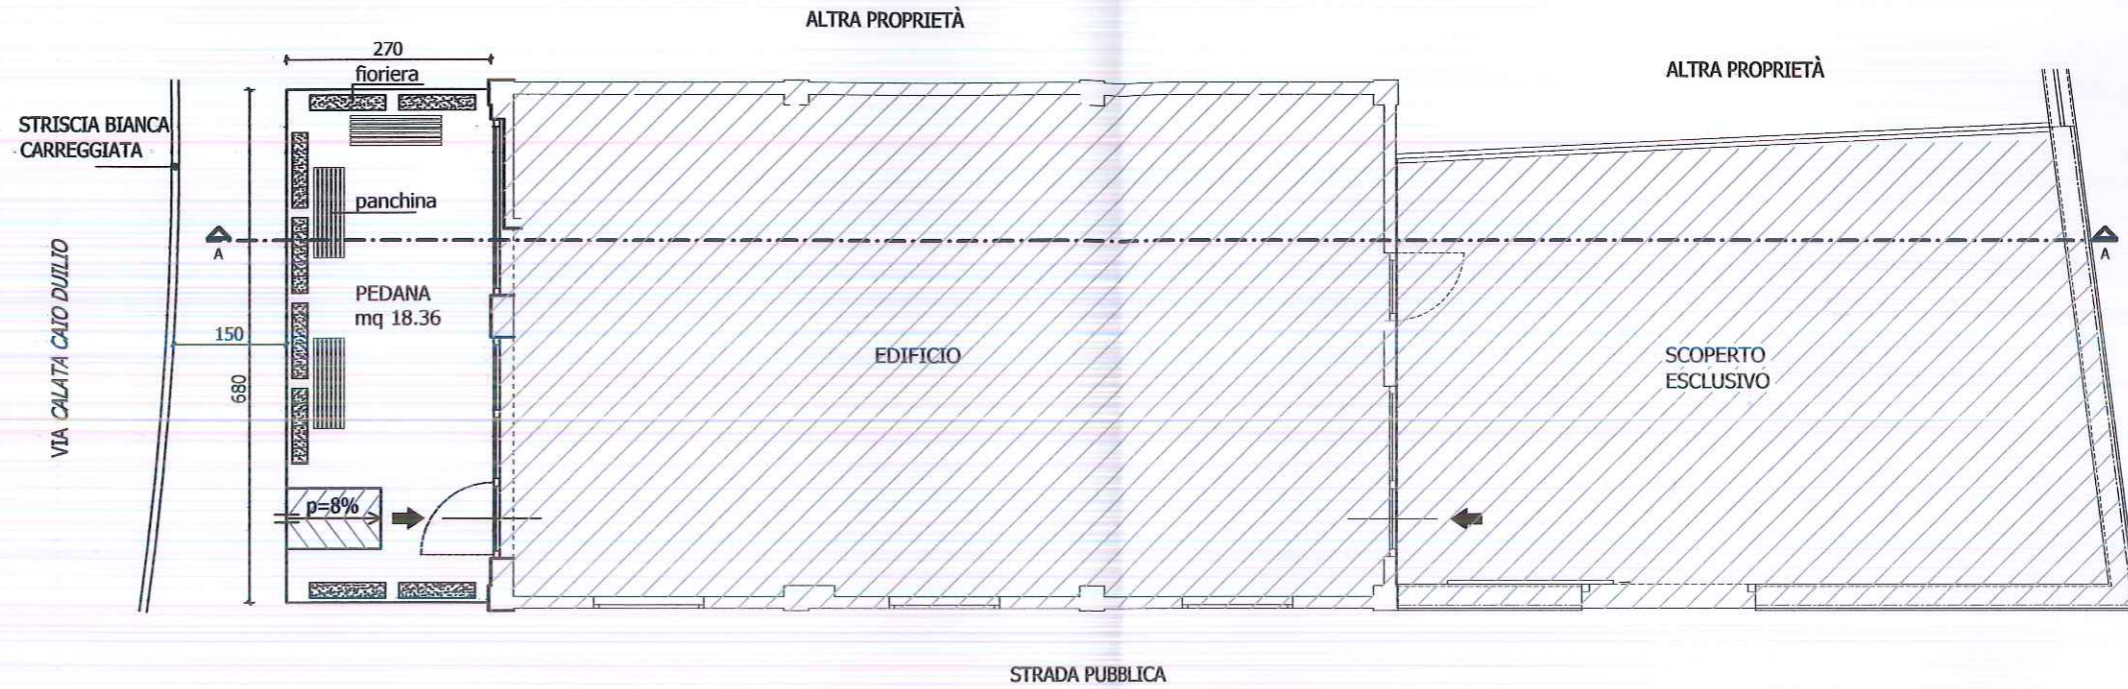 ALTRA PROPRIETÀ
270
fioriera
ALTRA PROPRIETÀ
STRISCIA BIANCA
CARREGGIATA
panchina
A
A
VIA CALATA CAIO DUILIO
PEDANA
mq 18.36
150
680
EDIFICIO
SCOPERTO
ESCLUSIVO
p=8%
STRADA PUBBLICA